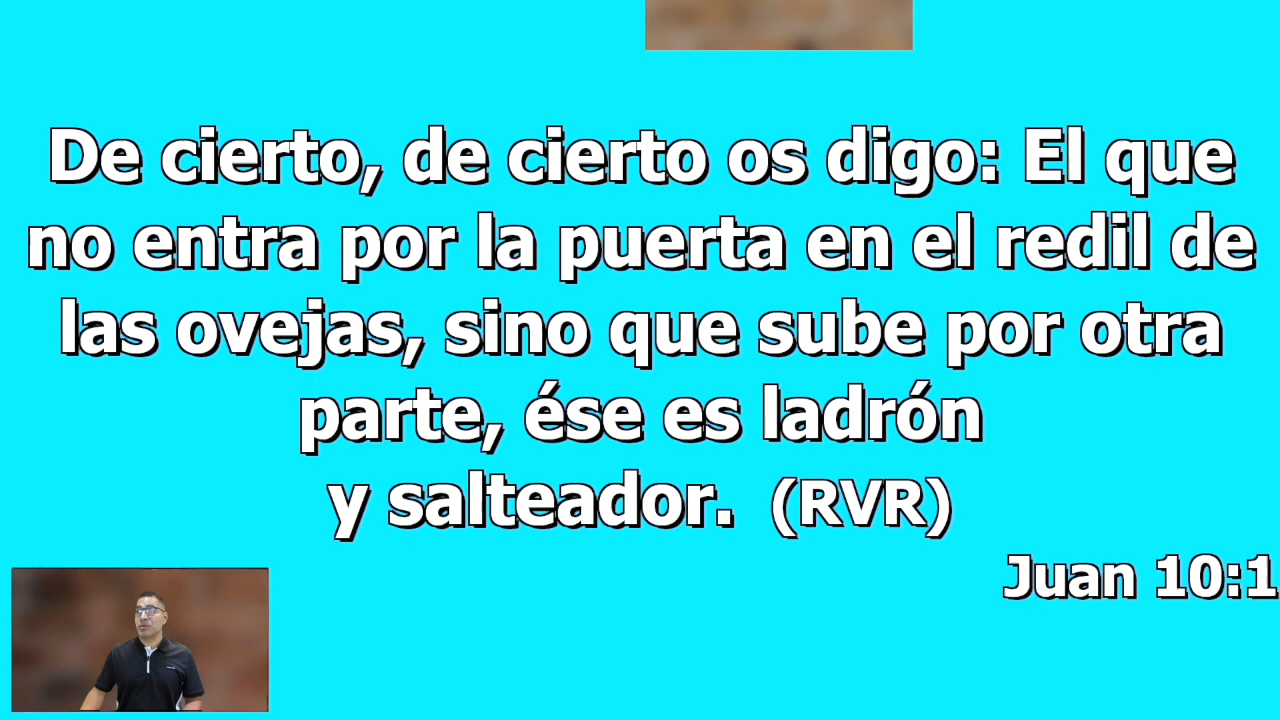 De cierto, de cierto os digo: El que
no entra por la puerta en el redil de
las ovejas, sino que sube por otra
parte, ése es ladrón
y salteador. (RVR)
Juan 10:1